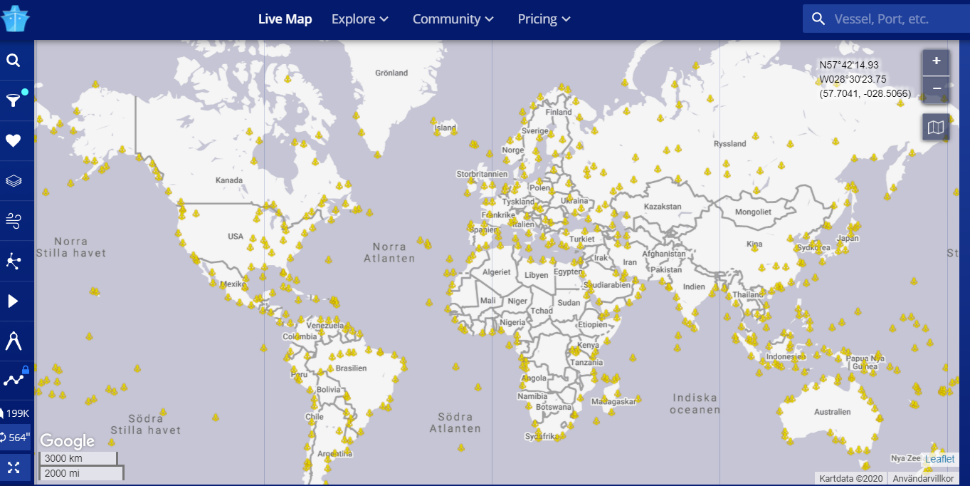 Live Map Explore Community Pricing Vessel, Port, etc.
N57°42'14.93
W028°30'23.75
(57.7041, -028.5066)
+
−
Grönland
Island
Finland
Sverige
Norge
Ryssland
Kanada
Storbritannien
Polen
Tyskland
Ukraina
Frankrike
Kazakstan
Mongoliet
USA
Spanien
Italien
Turkiet
Norra
Stilla havet
Norra
Atlanten
Irak
Iran
Afghanistan
Pakistan
Kina
Sydkorea
Japan
St
Mexiko
Algeriet
Libyen
Egypten
Saudiarabien
Indien
Thailand
Mali
Niger
Tchad
Sudan
Nigeria
Etiopien
Venezuela
Colombia
Kenya
Tanzania
Indonesien
Papua Nya
Guinea
Peru
Brasilien
Bolivia
Angola
Namibia
Botswana
Madagaskar
Indiska
oceanen
Australien
Chile
Södra
Stilla havet
Södra
Atlanten
Sydafrika
Argentina
199K
564"
Google
3000 km
2000 mi
Nya Zee
Leaflet
Kartdata ©2020 Användarvillkor